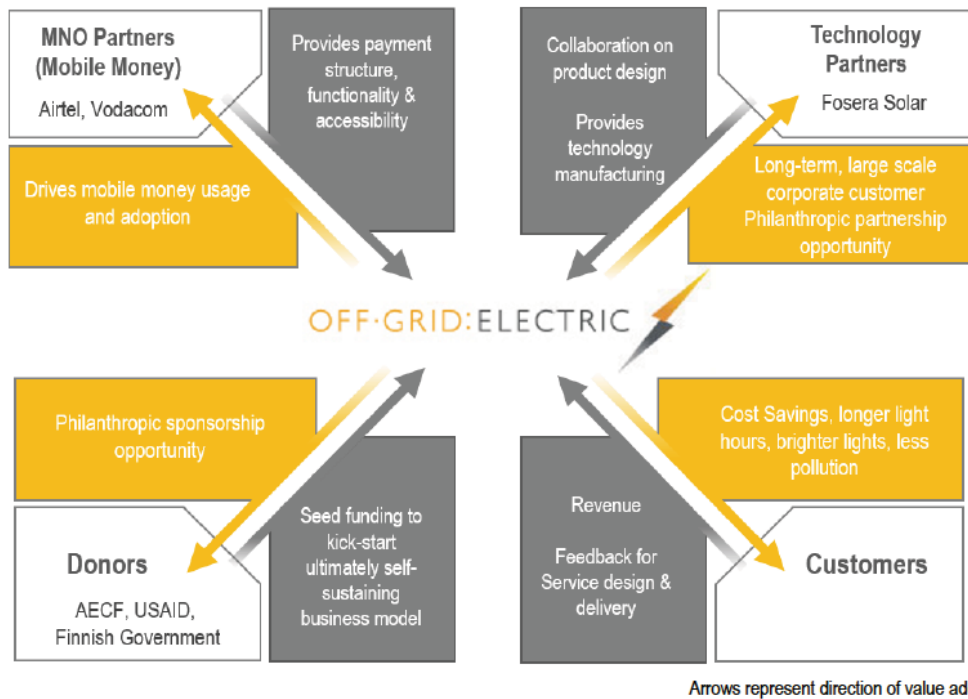 MNO Partners
(Mobile Money)
Airtel, Vodacom
Provides payment
structure,
functionality &
accessibility
Drives mobile money usage
and adoption
Collaboration on
product design
Provides
technology
manufacturing
Technology
Partners
Fosera Solar
Long-term, large scale
corporate customer
Philanthropic partnership
opportunity
OFF·GRID:ELECTRIC
Philanthropic sponsorship
opportunity
Donors
AECF, USAID,
Finnish Government
Seed funding to
kick-start
ultimately self-
sustaining
business model
Revenue
Feedback for
Service design &
delivery
Cost Savings, longer light
hours, brighter lights, less
pollution
Customers
Arrows represent direction of value ad